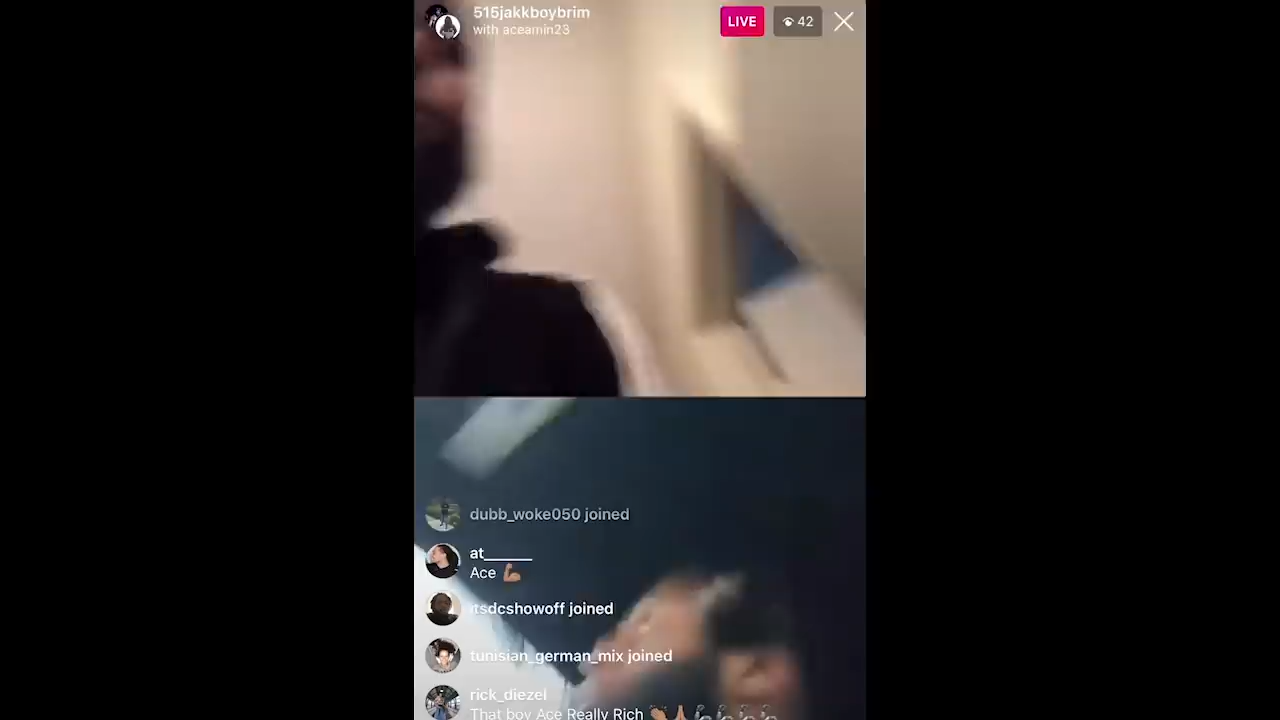 515jakkboybrim
with aceamin23
LIVE
42
dubb_woke050 joined
at______
Ace 💪🏽
itsdcshowoff joined
tunisian_german_mix joined
rick_diezel
That boy Ace Really Rich